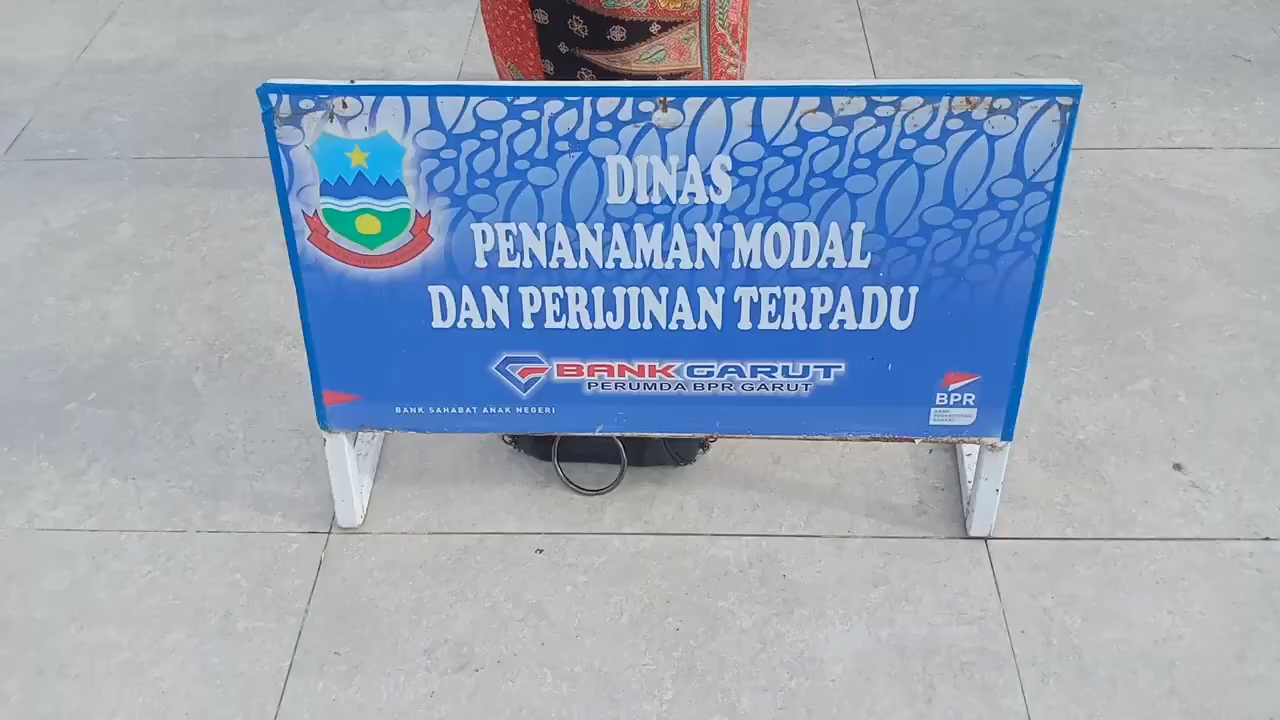 DINAS
PENANAMAN MODAL
DAN PERIJINAN TERPADU
BANK GARUT
PERUMDA BPR GARUT
BANK SAHABAT ANAK NEGERI
BPR